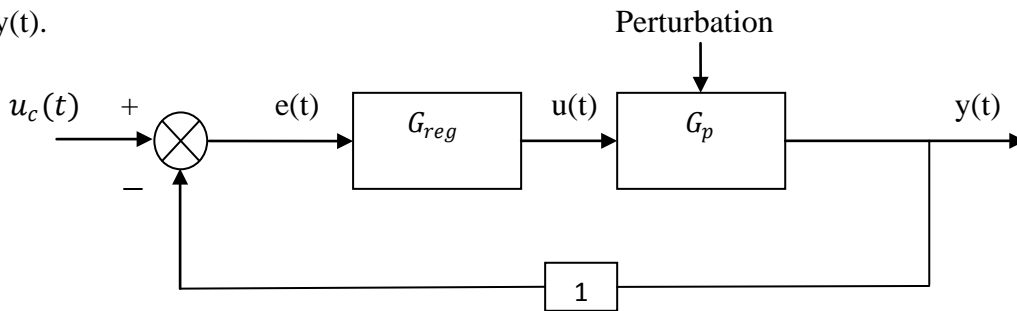 y(t).
Perturbation
u_c(t) + e(t) G_reg u(t) G_p y(t)
−
1